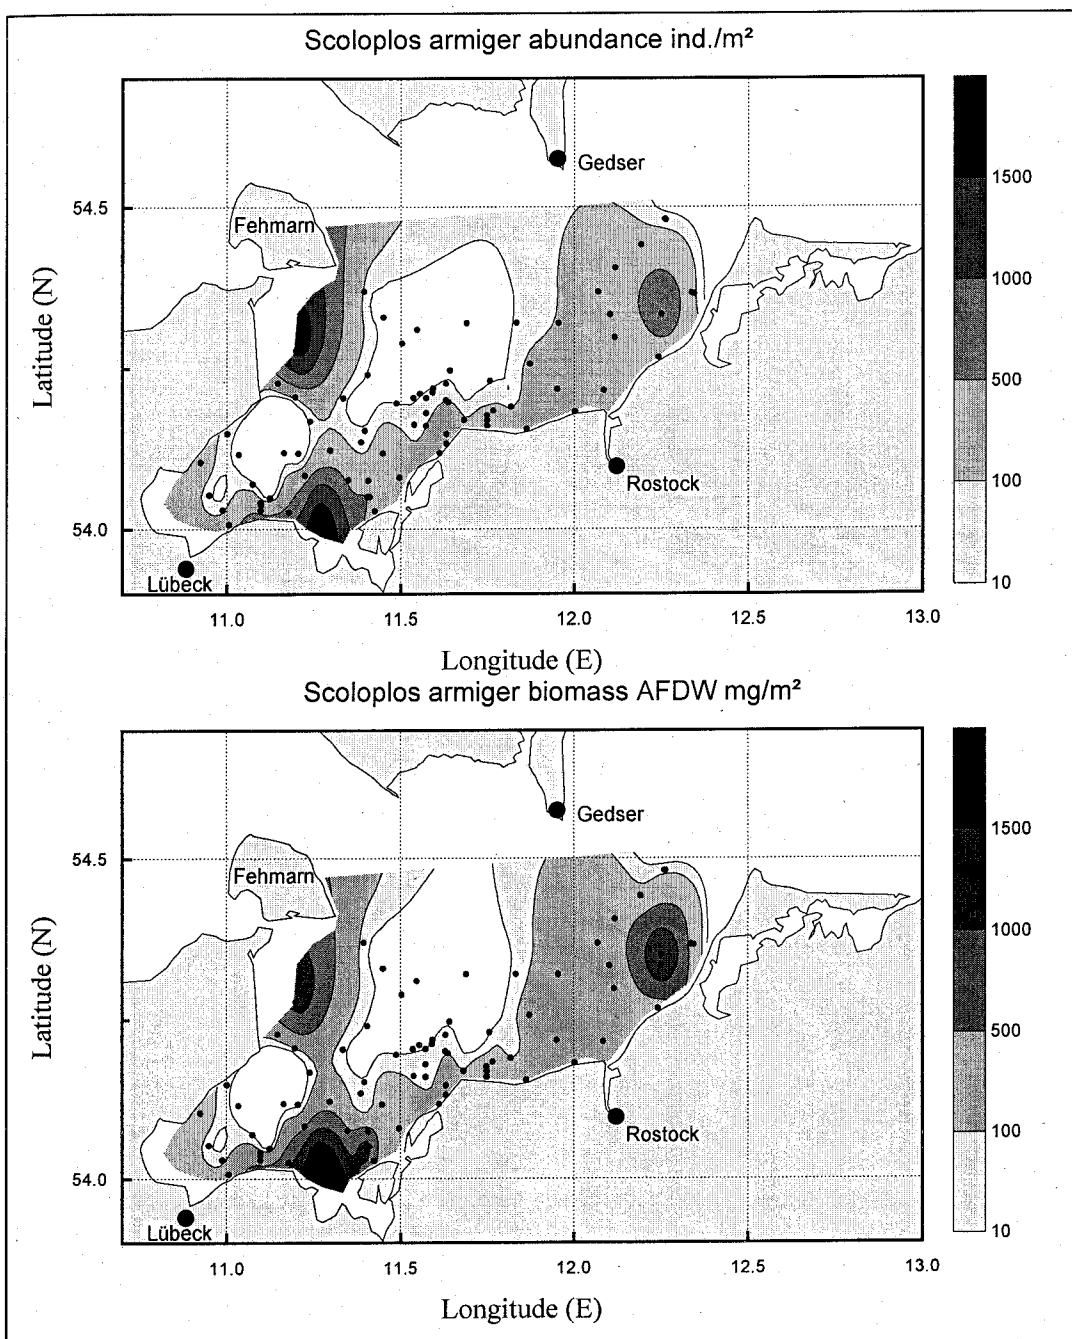 Scoloplos armiger abundance ind./m²
Gedser
54.5
Fehmarn
1500
1000
Latitude (N)
500
100
Rostock
54.0
Lübeck
10
11.0 11.5 12.0 12.5 13.0
Longitude (E)
Scoloplos armiger biomass AFDW mg/m²
Gedser
1500
54.5
Fehmarn
1000
Latitude (N)
500
Rostock
100
54.0
Lübeck
10
11.0 11.5 12.0 12.5 13.0
Longitude (E)